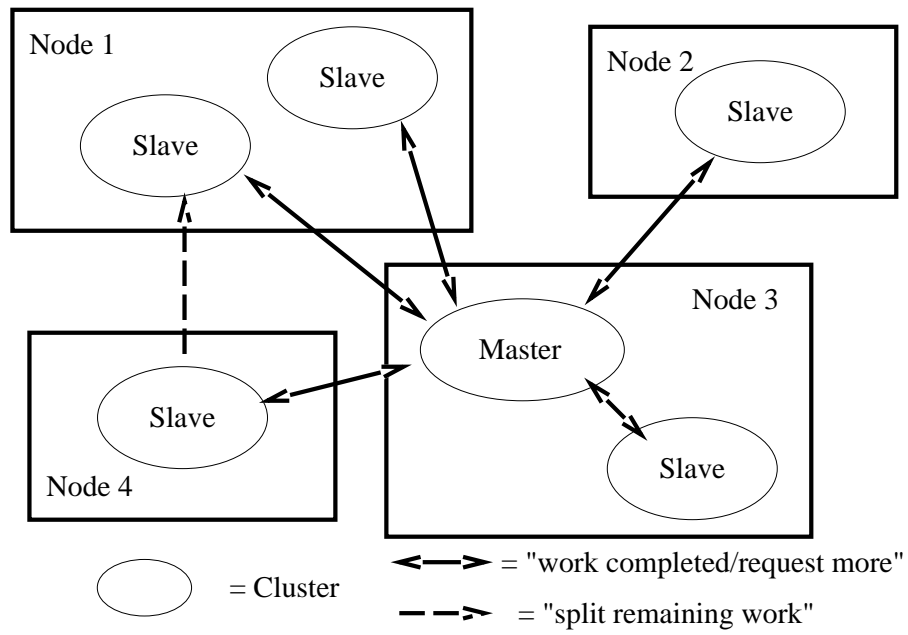 Node 1
Slave
Slave
Node 2
Slave
Node 3
Master
Slave
Slave
Node 4
= Cluster
= "work completed/request more"
= "split remaining work"